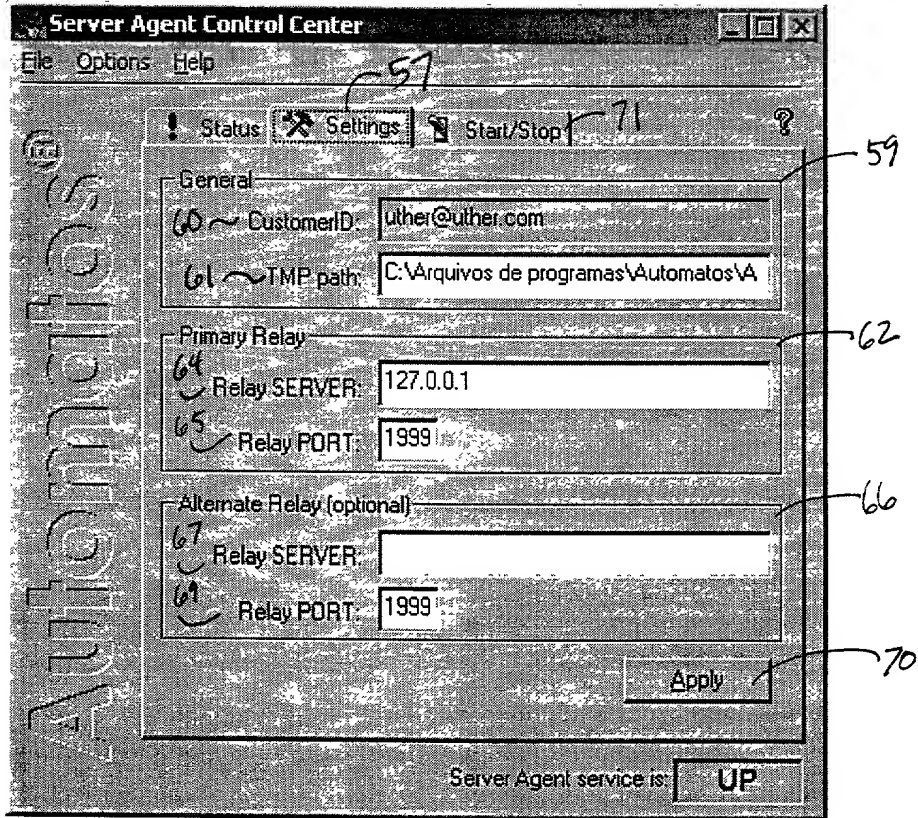 Server Agent Control Center
File Options Help
57
! Status Settings Start/Stop 71 ?
59
General
60 CustomerID: uther@uther.com
61 TMP path: C:\Arquivos de programas\Automatos\A
62
Primary Relay
64 Relay SERVER: 127.0.0.1
65 Relay PORT: 1999
66
Alternate Relay (optional)
67 Relay SERVER:
69 Relay PORT: 1999
Apply 70
Server Agent service is: UP
Automatos